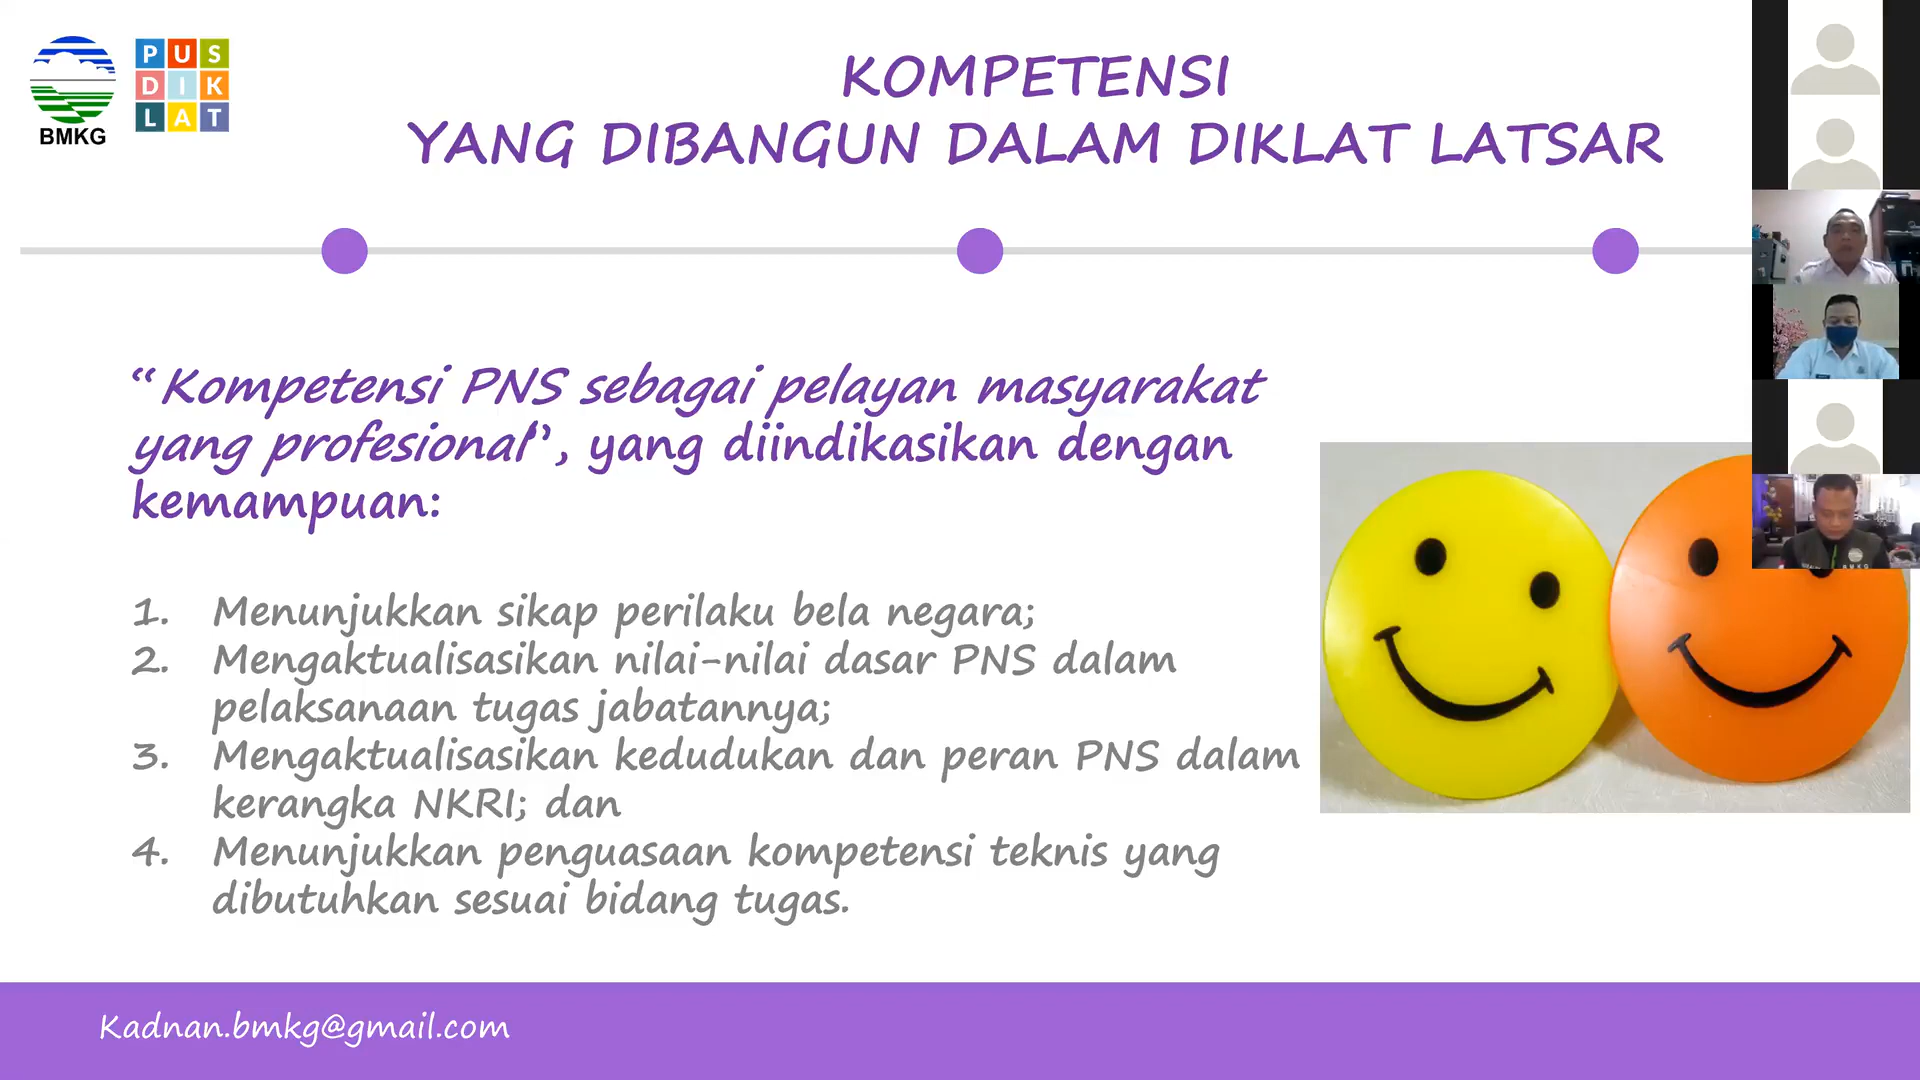 BMKG
PUS
DIK
LAT
KOMPETENSI
YANG DIBANGUN DALAM DIKLAT LATSAR
“Kompetensi PNS sebagai pelayan masyarakat
yang profesional”, yang diindikasikan dengan
kemampuan:
1. Menunjukkan sikap perilaku bela negara;
2. Mengaktualisasikan nilai-nilai dasar PNS dalam
pelaksanaan tugas jabatannya;
3. Mengaktualisasikan kedudukan dan peran PNS dalam
kerangka NKRI; dan
4. Menunjukkan penguasaan kompetensi teknis yang
dibutuhkan sesuai bidang tugas.
BMKG
Kadnan.bmkg@gmail.com